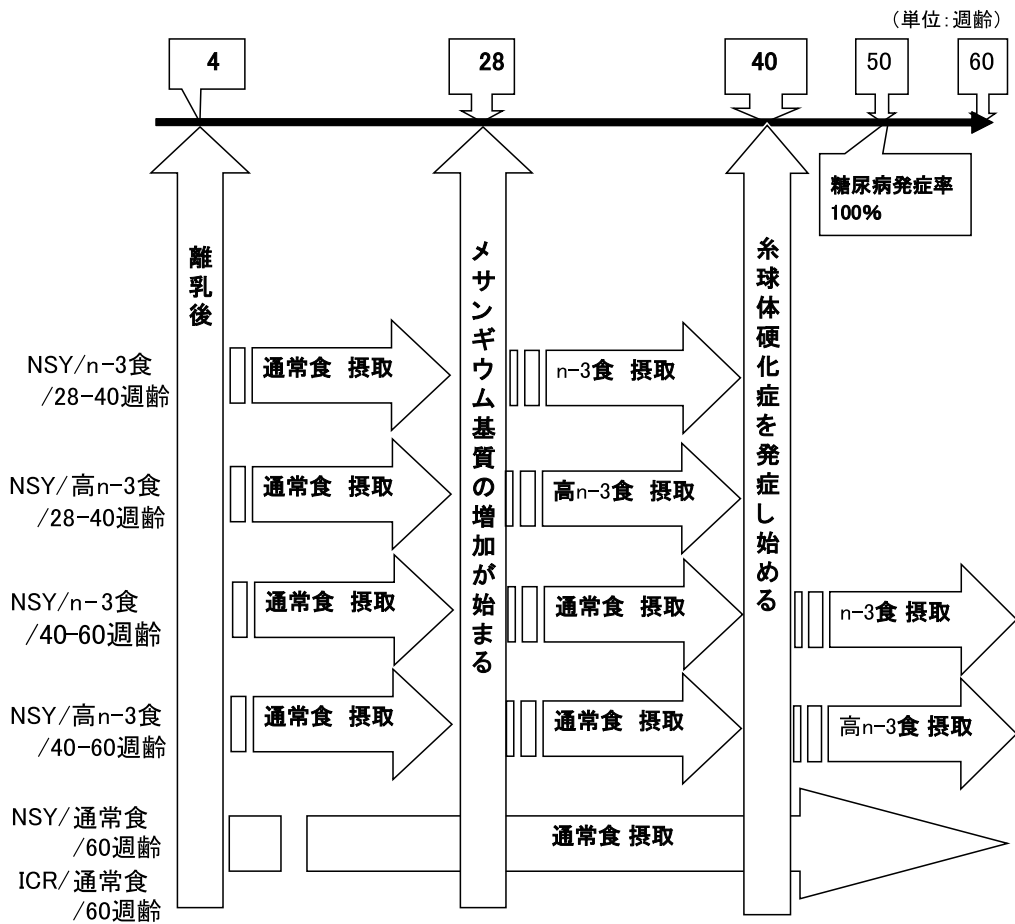 (単位:週齢)
4
28
40
50
60
糖尿病発症率
100%
離乳後
メサンギウム基質の増加が始まる
糸球体硬化症を発症し始める
NSY/n-3食
/28-40週齢
通常食 摂取
n-3食 摂取
NSY/高n-3食
/28-40週齢
通常食 摂取
高n-3食 摂取
NSY/n-3食
/40-60週齢
通常食 摂取
通常食 摂取
n-3食 摂取
NSY/高n-3食
/40-60週齢
通常食 摂取
通常食 摂取
高n-3食 摂取
NSY/通常食
/60週齢
通常食 摂取
ICR/通常食
/60週齢